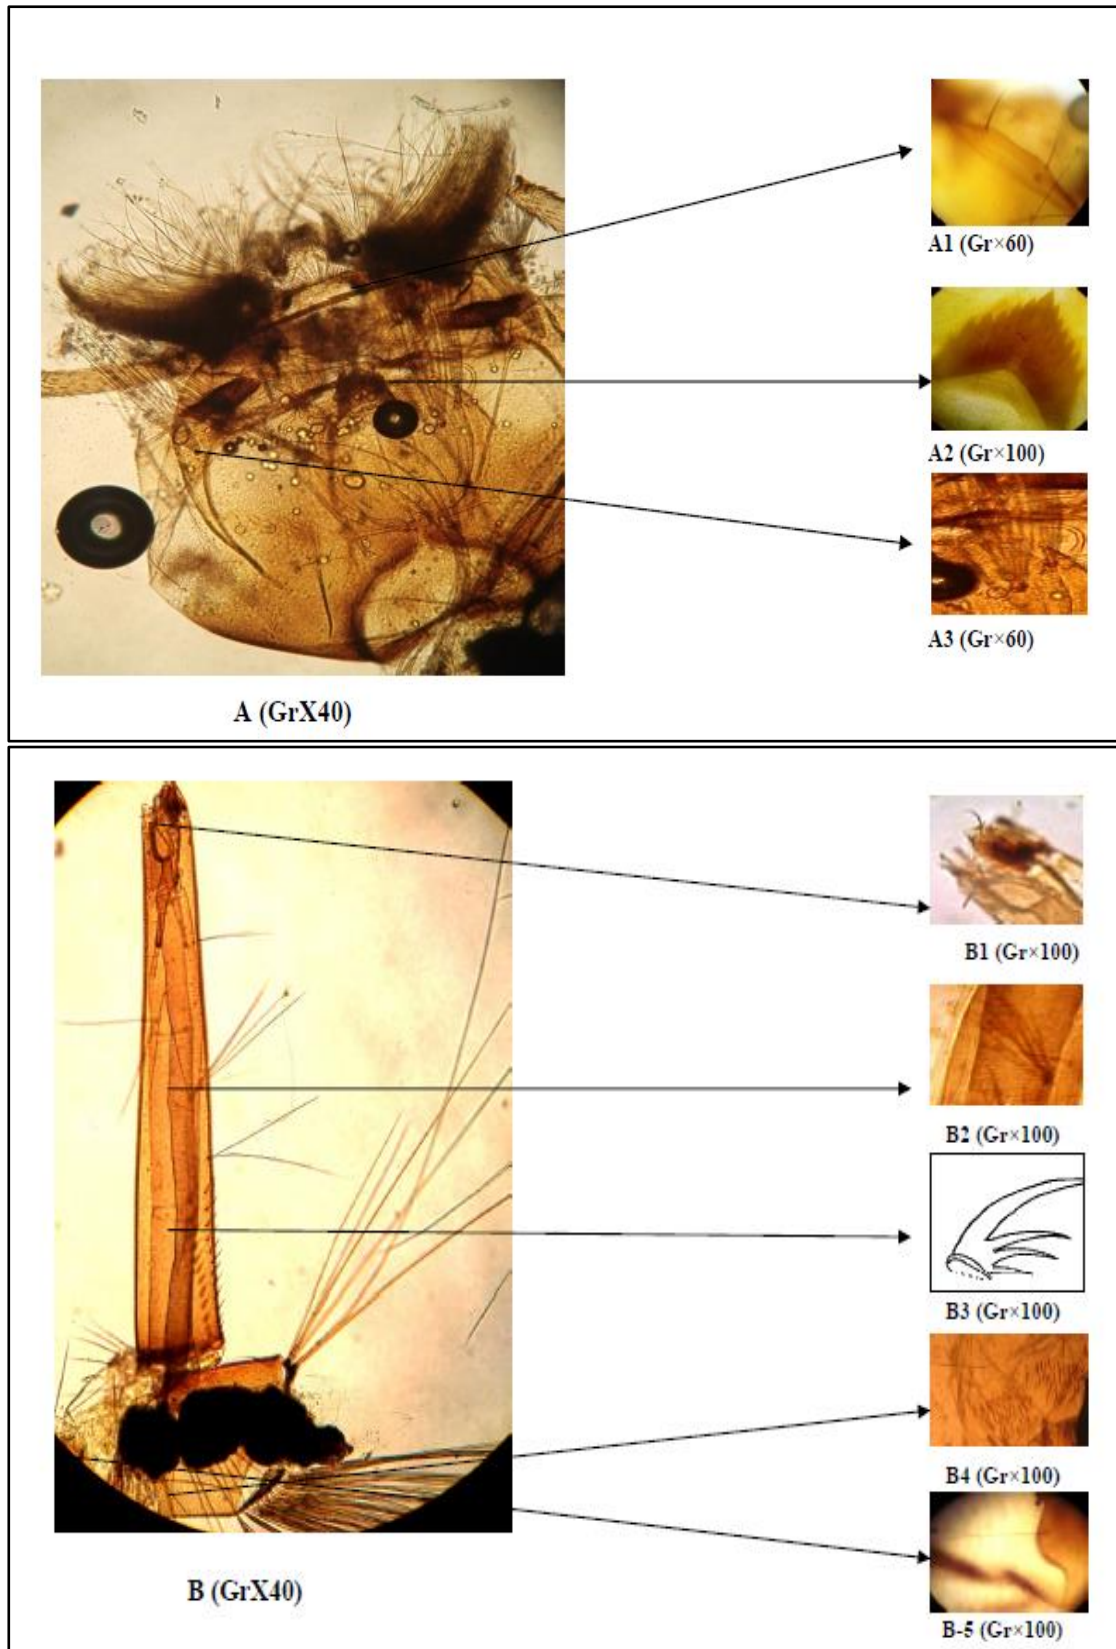 A1 (Gr×60)
A2 (Gr×100)
A3 (Gr×60)
A (GrX40)
B1 (Gr×100)
B2 (Gr×100)
B3 (Gr×100)
B4 (Gr×100)
B (GrX40)
B-5 (Gr×100)